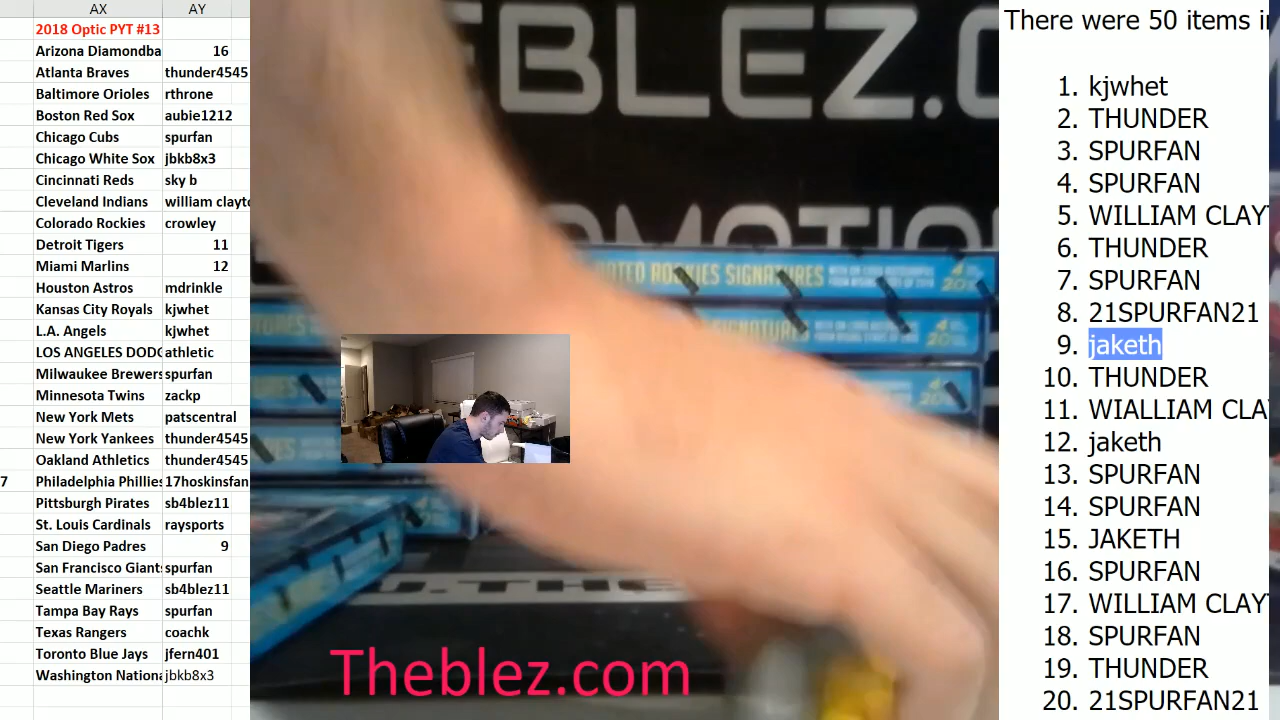 AX AY
2018 Optic PYT #13
Arizona Diamondba 16
Atlanta Braves thunder4545
Baltimore Orioles rthrone
Boston Red Sox aubie1212
Chicago Cubs spurfan
Chicago White Sox jbkb8x3
Cincinnati Reds sky b
Cleveland Indians william clayto
Colorado Rockies crowley
Detroit Tigers 11
Miami Marlins 12
Houston Astros mdrinkle
Kansas City Royals kjwhet
L.A. Angels kjwhet
LOS ANGELES DODG athletic
Milwaukee Brewers spurfan
Minnesota Twins zackp
New York Mets patscentral
New York Yankees thunder4545
Oakland Athletics thunder4545
7 Philadelphia Phillies 17hoskinsfan
Pittsburgh Pirates sb4blez11
St. Louis Cardinals raysports
San Diego Padres 9
San Francisco Giants spurfan
Seattle Mariners sb4blez11
Tampa Bay Rays spurfan
Texas Rangers coachk
Toronto Blue Jays jfern401
Washington Nationa jbkb8x3
EBLEZ.C
OMOTION
ROOKIES SIGNATURES
Theblez.com
There were 50 items i
1. kjwhet
2. THUNDER
3. SPURFAN
4. SPURFAN
5. WILLIAM CLAYT
6. THUNDER
7. SPURFAN
8. 21SPURFAN21
9. jaketh
10. THUNDER
11. WIALLIAM CLA
12. jaketh
13. SPURFAN
14. SPURFAN
15. JAKETH
16. SPURFAN
17. WILLIAM CLAYT
18. SPURFAN
19. THUNDER
20. 21SPURFAN21